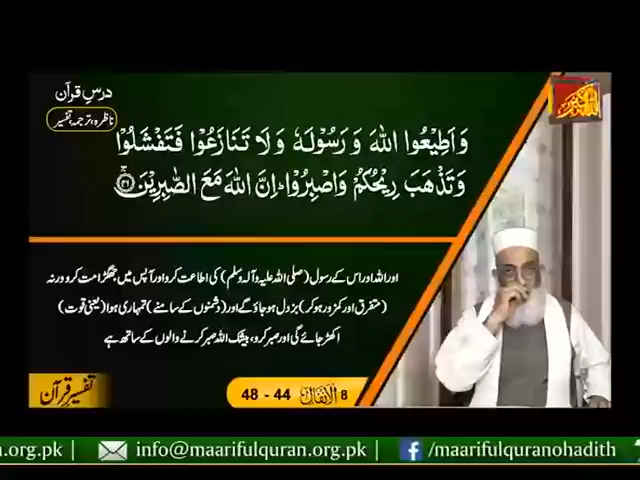 درسِ قرآن
ناظرہ، ترجمہ، تفسیر
وَاَطِيْعُوا اللّٰهَ وَرَسُوْلَهٗ وَلَا تَنَازَعُوْا فَتَفْشَلُوْا
وَتَذْهَبَ رِيْحُكُمْ وَاصْبِرُوْا ؕ اِنَّ اللّٰهَ مَعَ الصّٰبِرِيْنَ ۚ ۝۴۶
اور اللہ اور اس کے رسول (صلی اللہ علیہ وآلہ وسلم) کی اطاعت کرو اور آپس میں جھگڑا مت کرو ورنہ
(متفرق اور کمزور ہو کر) بزدل ہو جاؤ گے اور (دشمنوں کے سامنے) تمہاری ہوا (یعنی قوت)
اکھڑ جائے گی اور صبر کرو، بیشک اللہ صبر کرنے والوں کے ساتھ ہے
تفسیرِ قرآن
8 الأنفال 44 - 48
.org.pk | info@maarifulquran.org.pk | /maarifulquranohadith